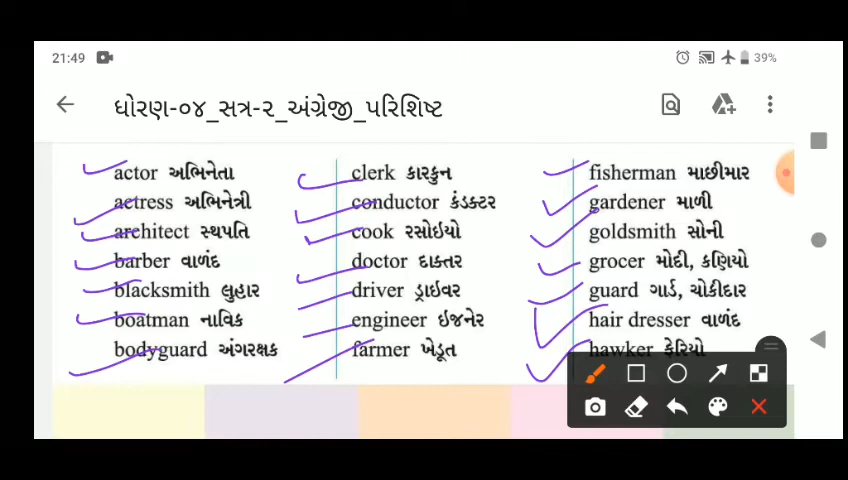 21:49
39%
ધોરણ-૦૪_સત્ર-૨_અંગ્રેજી_પરિશિષ્ટ
actor અભિનેતા
actress અભિનેત્રી
architect સ્થપતિ
barber વાળંદ
blacksmith લુહાર
boatman નાવિક
bodyguard અંગરક્ષક
clerk કારકુન
conductor કંડક્ટર
cook રસોઇયો
doctor દાક્તર
driver ડ્રાઇવર
engineer ઇજનેર
farmer ખેડૂત
fisherman માછીમાર
gardener માળી
goldsmith સોની
grocer મોદી, કણિયો
guard ગાર્ડ, ચોકીદાર
hair dresser વાળંદ
hawker ફેરિયો